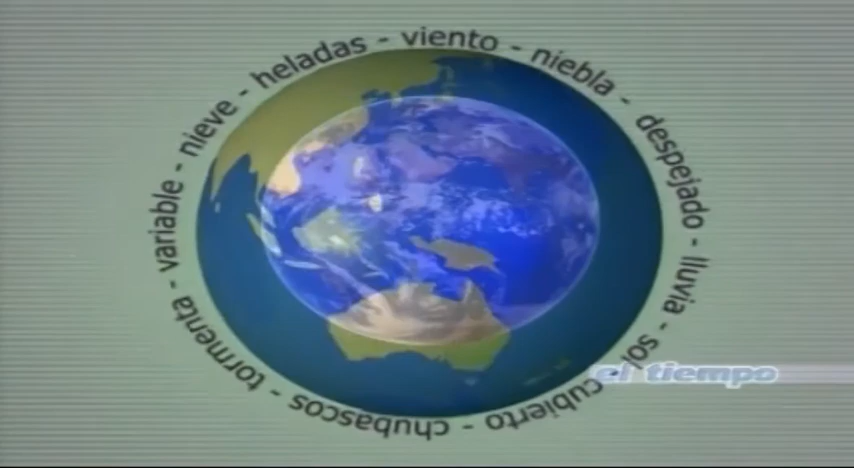 variable - nieve - heladas - viento - niebla - despejado - lluvia - sol - cubierto - chubascos - tormenta -
el tiempo